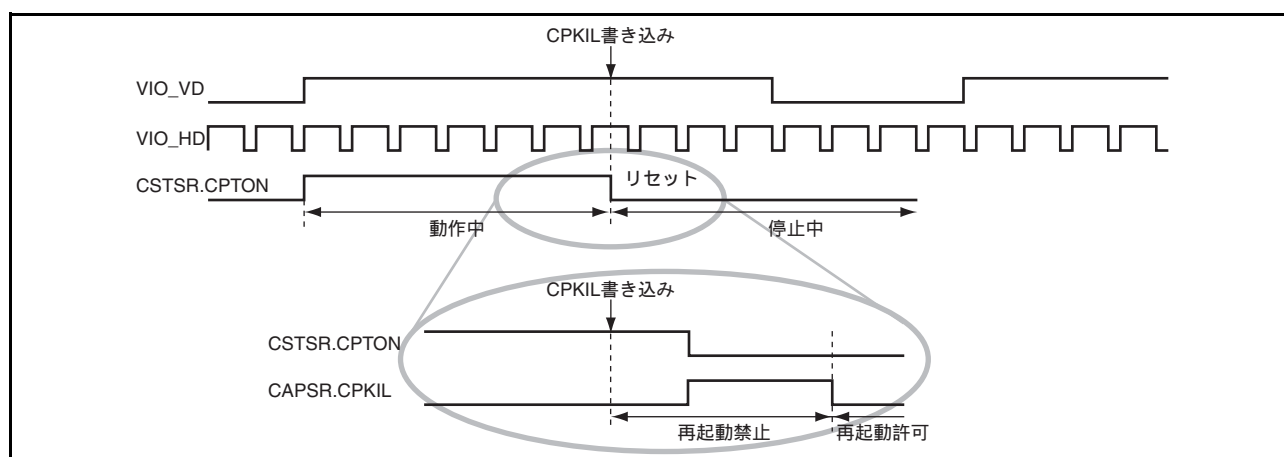 CPKIL書き込み
VIO_VD
VIO_HD
CSTSR.CPTON
リセット
動作中
停止中
CPKIL書き込み
CSTSR.CPTON
CAPSR.CPKIL
再起動禁止
再起動許可